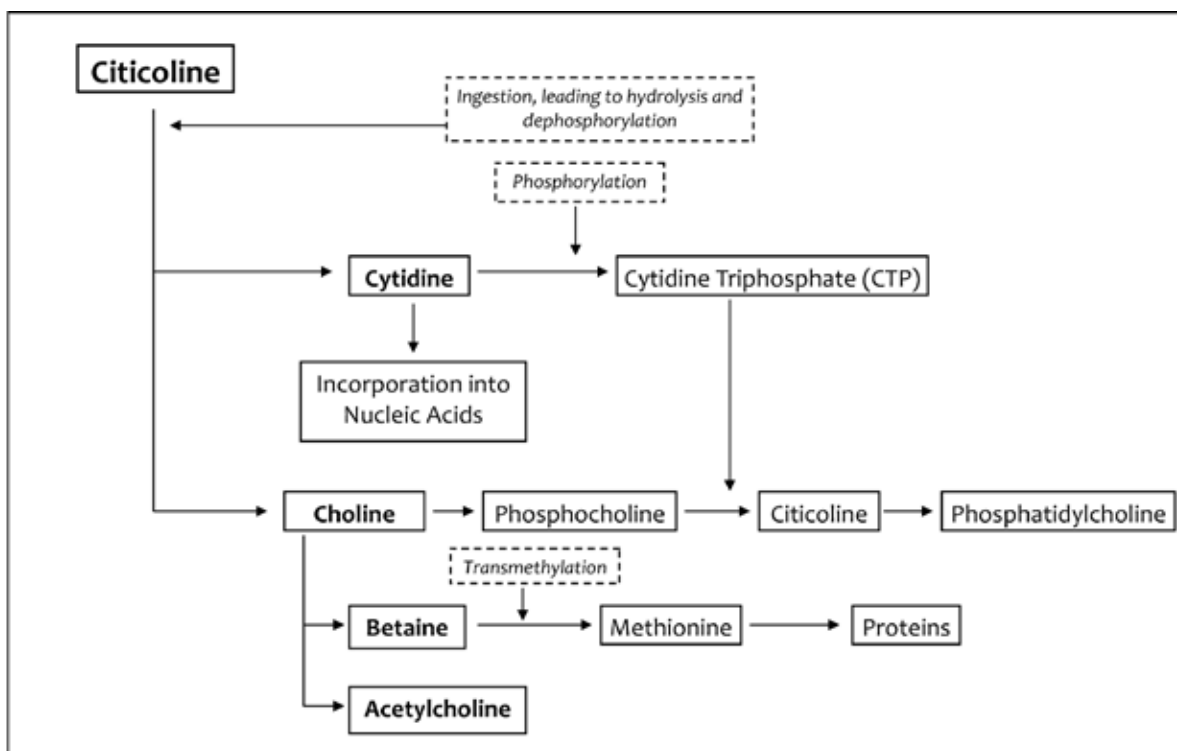 Citicoline
Ingestion, leading to hydrolysis and
dephosphorylation
Phosphorylation
Cytidine
Cytidine Triphosphate (CTP)
Incorporation into
Nucleic Acids
Choline
Phosphocholine
Citicoline
Phosphatidylcholine
Transmethylation
Betaine
Methionine
Proteins
Acetylcholine